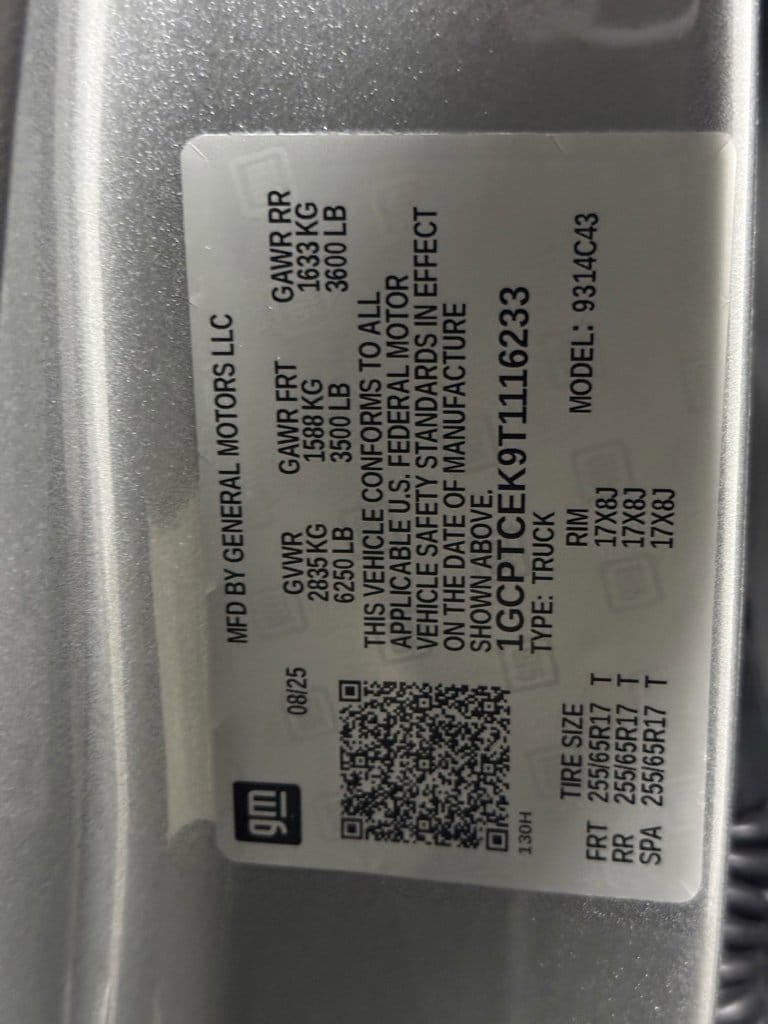 gm
08/25
MFD BY GENERAL MOTORS LLC
GVWR GAWR FRT GAWR RR
2835 KG 1588 KG 1633 KG
6250 LB 3500 LB 3600 LB
THIS VEHICLE CONFORMS TO ALL
APPLICABLE U.S. FEDERAL MOTOR
VEHICLE SAFETY STANDARDS IN EFFECT
ON THE DATE OF MANUFACTURE
SHOWN ABOVE.
1GCPTCEK9T1116233
TYPE: TRUCK
130H
MODEL: 9314C43
TIRE SIZE RIM
FRT 255/65R17 T 17X8J
RR 255/65R17 T 17X8J
SPA 255/65R17 T 17X8J